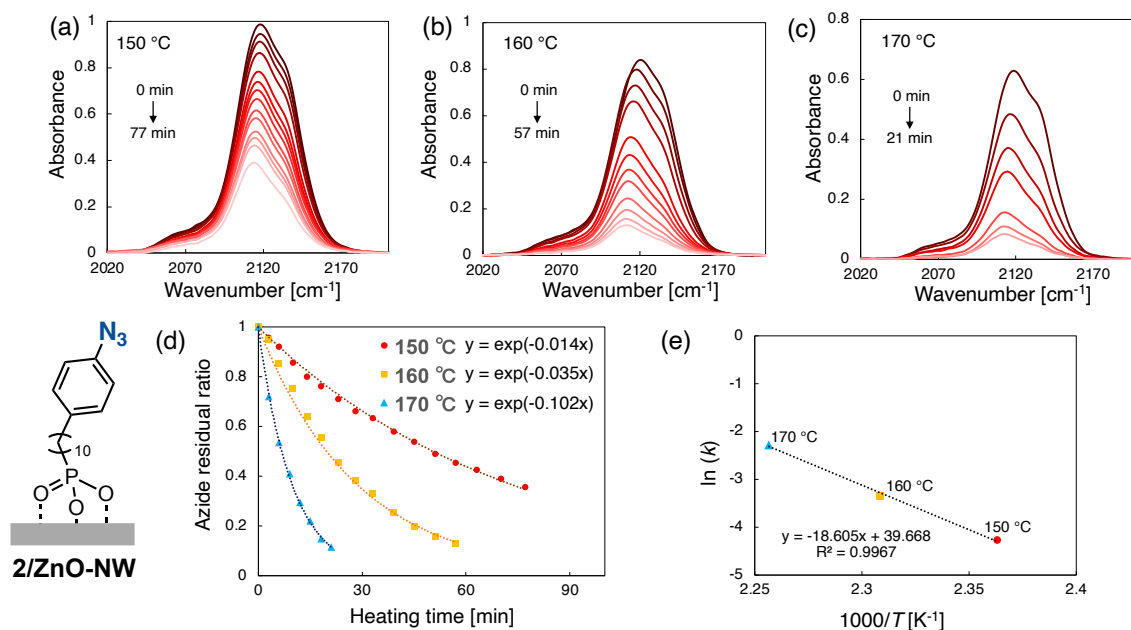 (a)
150 °C
0 min
77 min
Absorbance
1
0.8
0.6
0.4
0.2
0
2020 2070 2120 2170
Wavenumber [cm-1]
(b)
160 °C
0 min
57 min
Absorbance
1
0.8
0.6
0.4
0.2
0
2020 2070 2120 2170
Wavenumber [cm-1]
(c)
170 °C
0 min
21 min
Absorbance
0.8
0.6
0.4
0.2
0
2020 2070 2120 2170
Wavenumber [cm-1]
N3
10
O P O
O
2/ZnO-NW
(d)
150 °C y = exp(-0.014x)
160 °C y = exp(-0.035x)
170 °C y = exp(-0.102x)
Azide residual ratio
1
0.8
0.6
0.4
0.2
0
0 30 60 90
Heating time [min]
(e)
ln (k)
0
-1
-2
-3
-4
-5
170 °C
160 °C
150 °C
y = -18.605x + 39.668
R² = 0.9967
2.25 2.3 2.35 2.4
1000/T [K-1]